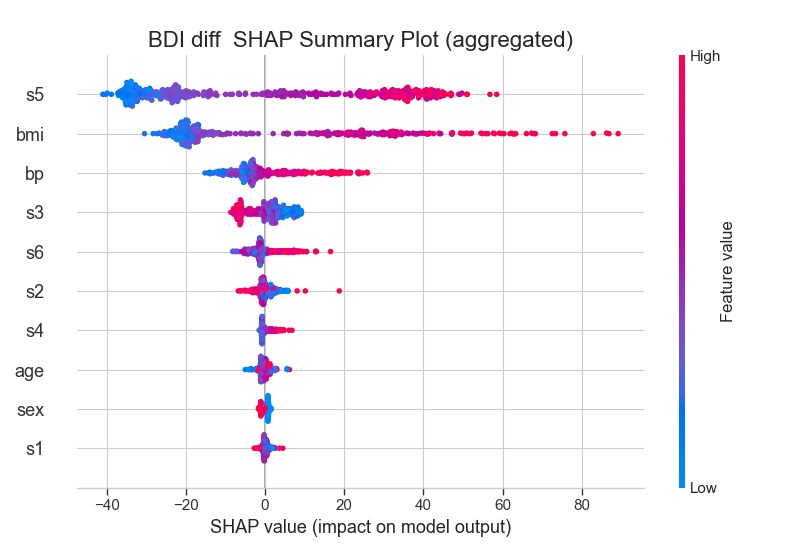 BDI diff  SHAP Summary Plot (aggregated)
High
s5
bmi
bp
s3
s6
s2
s4
age
sex
s1
Feature value
Low
−40 −20 0 20 40 60 80
SHAP value (impact on model output)